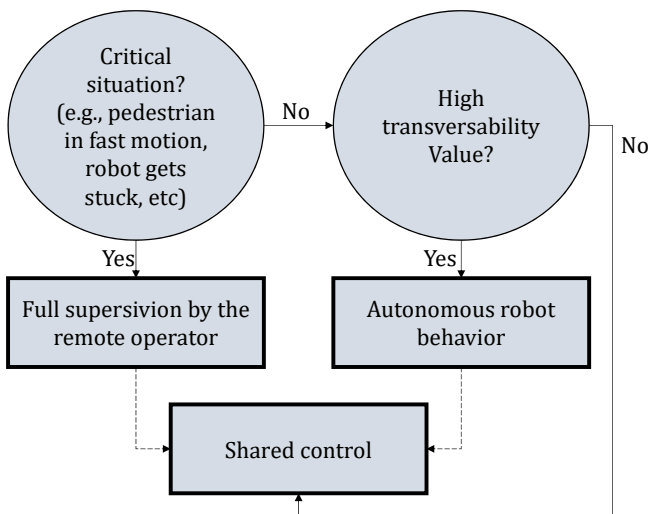 Critical
situation?
(e.g., pedestrian
in fast motion,
robot gets
stuck, etc)
No
High
transversability
Value?
No
Yes
Yes
Full supersivion by the
remote operator
Autonomous robot
behavior
Shared control